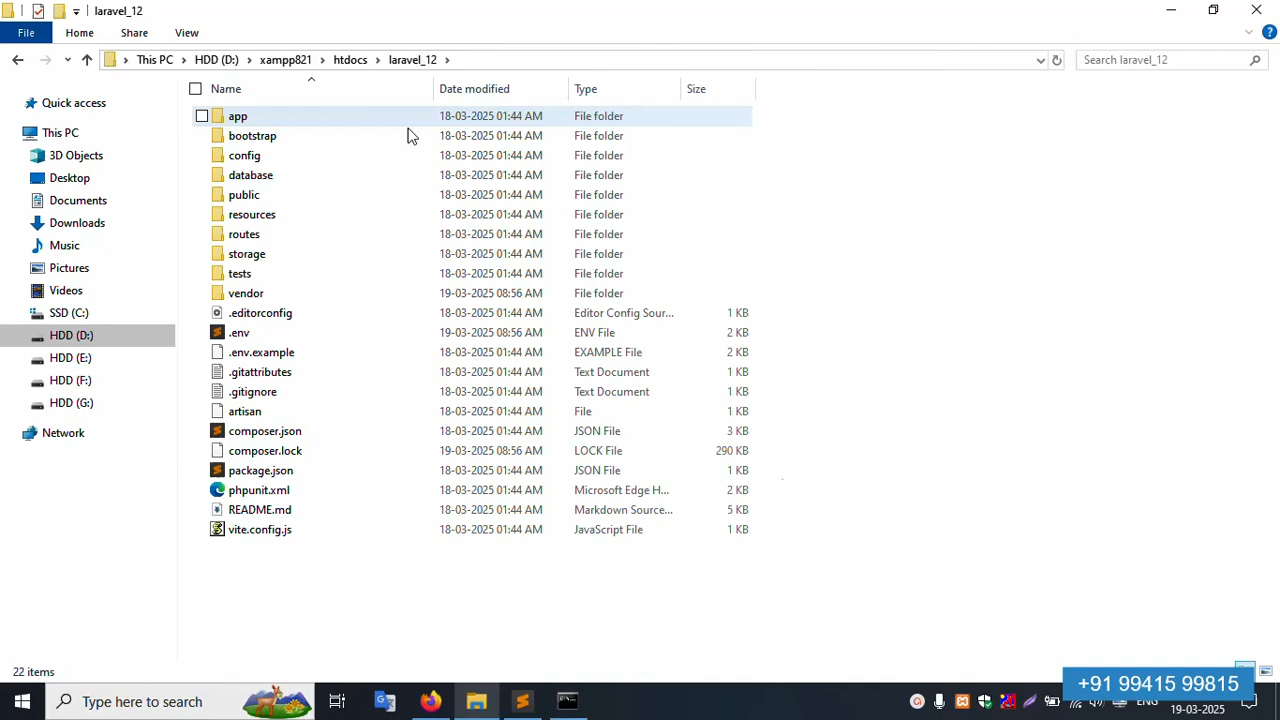 laravel_12
File Home Share View
This PC HDD (D:) xampp821 htdocs laravel_12 Search laravel_12
Name Date modified Type Size
Quick access
This PC
3D Objects
Desktop
Documents
Downloads
Music
Pictures
Videos
SSD (C:)
HDD (D:)
HDD (E:)
HDD (F:)
HDD (G:)
Network
app 18-03-2025 01:44 AM File folder
bootstrap 18-03-2025 01:44 AM File folder
config 18-03-2025 01:44 AM File folder
database 18-03-2025 01:44 AM File folder
public 18-03-2025 01:44 AM File folder
resources 18-03-2025 01:44 AM File folder
routes 18-03-2025 01:44 AM File folder
storage 18-03-2025 01:44 AM File folder
tests 18-03-2025 01:44 AM File folder
vendor 19-03-2025 08:56 AM File folder
.editorconfig 18-03-2025 01:44 AM Editor Config Sour... 1 KB
.env 19-03-2025 08:56 AM ENV File 2 KB
.env.example 18-03-2025 01:44 AM EXAMPLE File 2 KB
.gitattributes 18-03-2025 01:44 AM Text Document 1 KB
.gitignore 18-03-2025 01:44 AM Text Document 1 KB
artisan 18-03-2025 01:44 AM File 1 KB
composer.json 18-03-2025 01:44 AM JSON File 3 KB
composer.lock 19-03-2025 08:56 AM LOCK File 290 KB
package.json 18-03-2025 01:44 AM JSON File 1 KB
phpunit.xml 18-03-2025 01:44 AM Microsoft Edge H... 2 KB
README.md 18-03-2025 01:44 AM Markdown Source... 5 KB
vite.config.js 18-03-2025 01:44 AM JavaScript File 1 KB
22 items
+91 99415 99815
Type here to search
ENG
19-03-2025